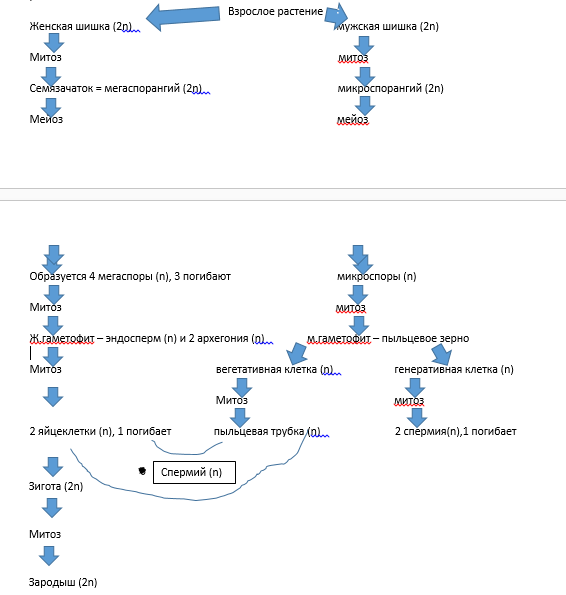 Взрослое растение
Женская шишка (2n)
мужская шишка (2n)
Митоз
митоз
Семязачаток = мегаспорангий (2n)
микроспорангий (2n)
Мейоз
мейоз
Образуется 4 мегаспоры (n), 3 погибают
микроспоры (n)
Митоз
митоз
Ж.гаметофит – эндосперм (n) и 2 архегония (n)
м.гаметофит – пыльцевое зерно
Митоз
вегетативная клетка (n)
генеративная клетка (n)
Митоз
митоз
2 яйцеклетки (n), 1 погибает
пыльцевая трубка (n)
2 спермия(n),1 погибает
Спермий (n)
Зигота (2n)
Митоз
Зародыш (2n)